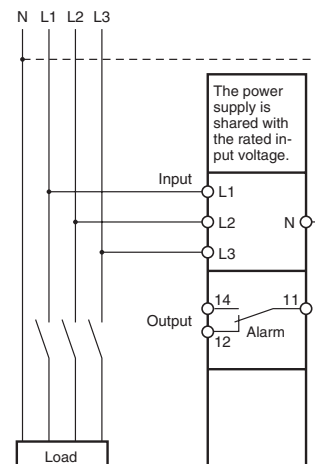 N L1 L2 L3
The power
supply is
shared with
the rated in-
put voltage.
Input
L1
L2
N
L3
14
11
Output
Alarm
12
Load